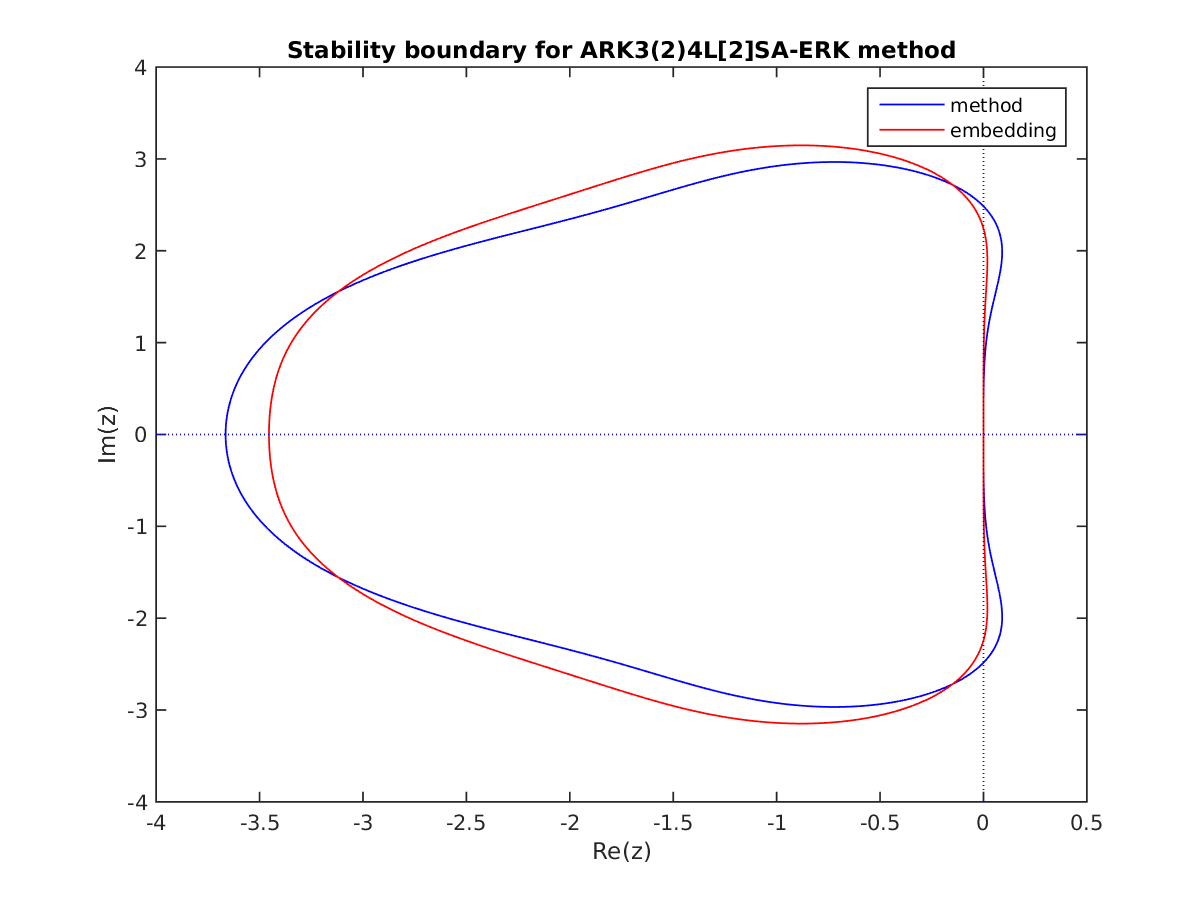 Stability boundary for ARK3(2)4L[2]SA-ERK method
method
embedding
4
3
2
1
0
-1
-2
-3
-4
Im(z)
-4 -3.5 -3 -2.5 -2 -1.5 -1 -0.5 0 0.5
Re(z)